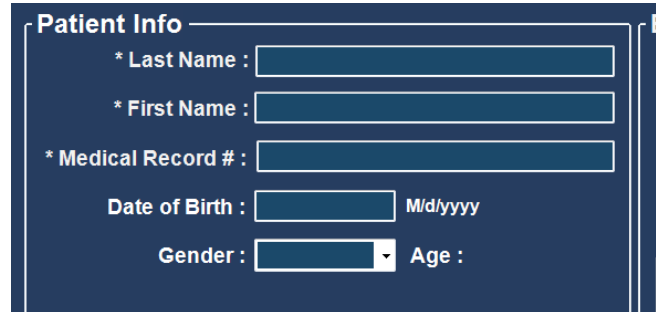 Patient Info
* Last Name :
* First Name :
* Medical Record # :
Date of Birth : M/d/yyyy
Gender : Age :